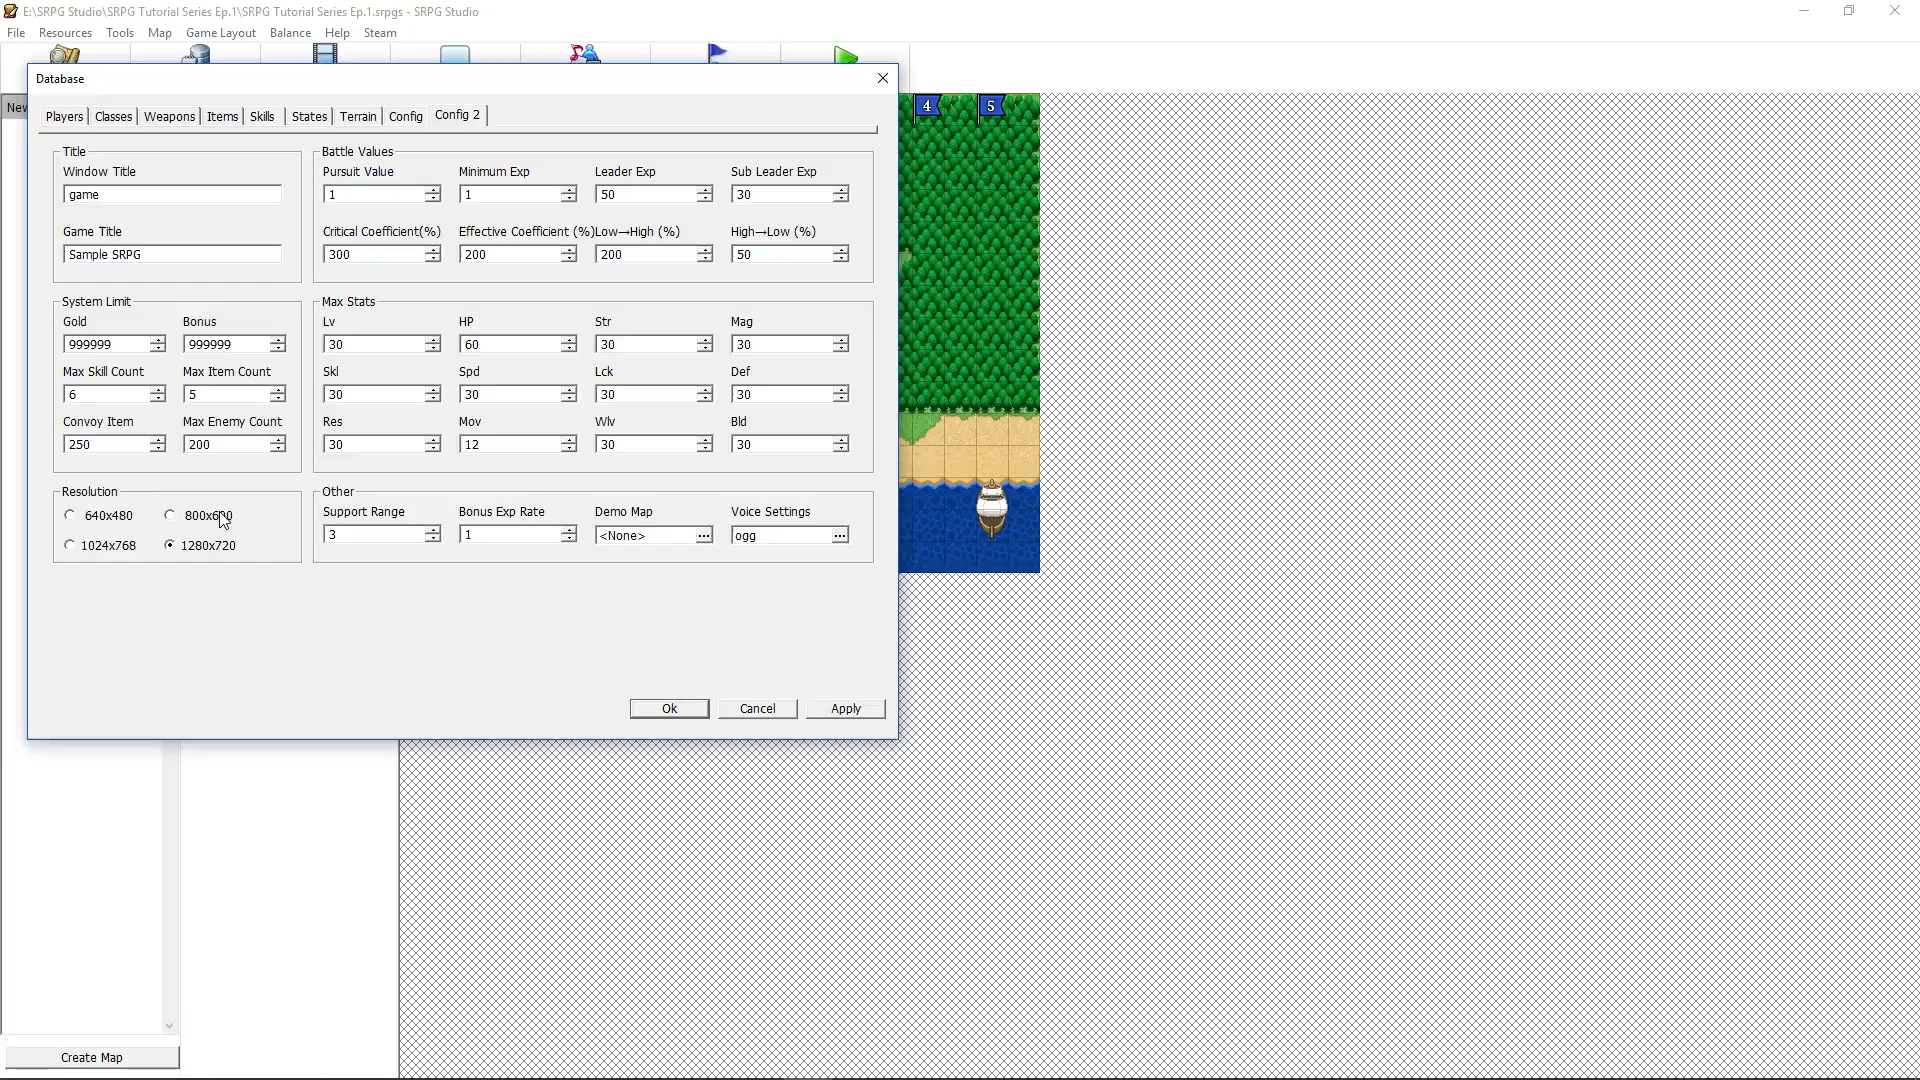 E:\SRPG Studio\SRPG Tutorial Series Ep.1\SRPG Tutorial Series Ep.1.srpgs - SRPG Studio
File Resources Tools Map Game Layout Balance Help Steam
Database
New
4 5
Players Classes Weapons Items Skills States Terrain Config Config 2
Title
Window Title
game
Game Title
Sample SRPG
Battle Values
Pursuit Value Minimum Exp Leader Exp Sub Leader Exp
1 1 50 30
Critical Coefficient(%) Effective Coefficient (%) Low→High (%) High→Low (%)
300 200 200 50
System Limit
Gold Bonus
999999 999999
Max Skill Count Max Item Count
6 5
Convoy Item Max Enemy Count
250 200
Max Stats
Lv HP Str Mag
30 60 30 30
Skl Spd Lck Def
30 30 30 30
Res Mov Wlv Bld
30 12 30 30
Resolution
640x480 800x600
1024x768 1280x720
Other
Support Range Bonus Exp Rate Demo Map Voice Settings
3 1 <None> ... ogg ...
Ok Cancel Apply
Create Map